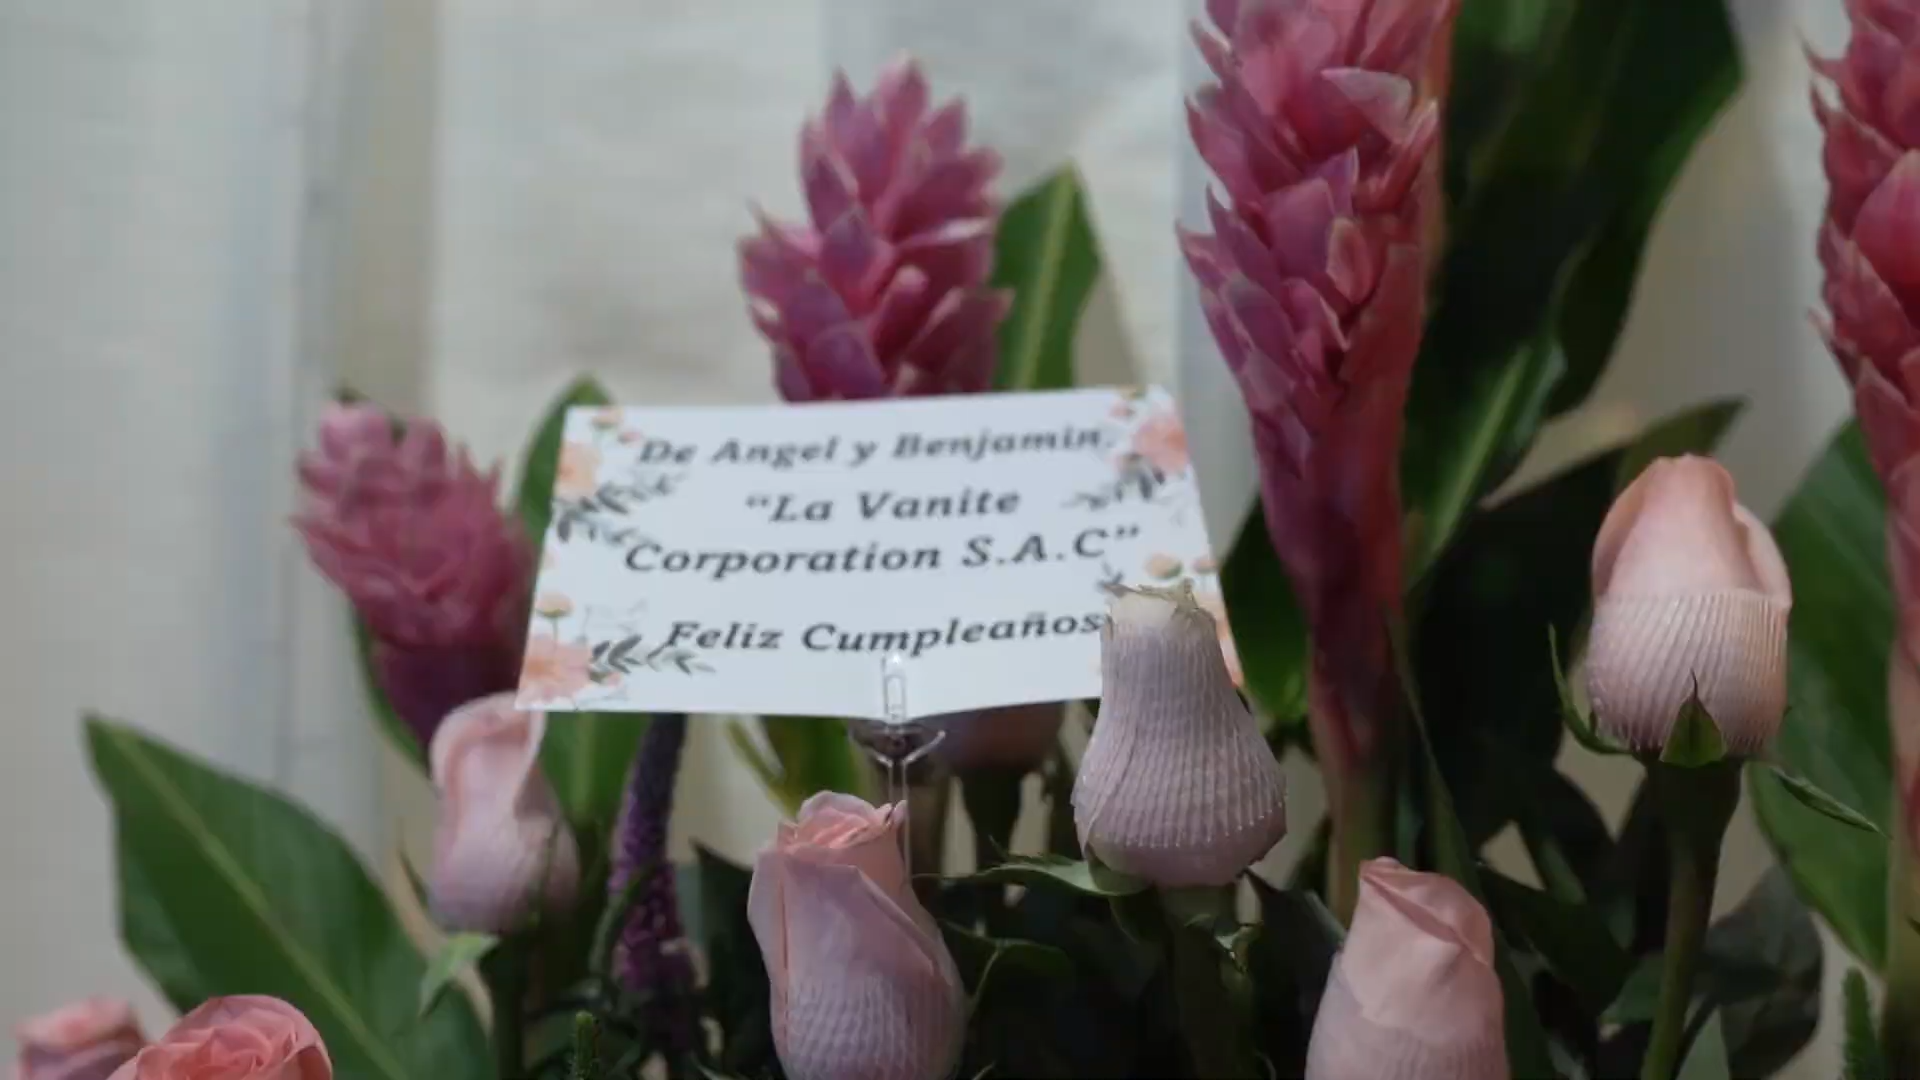 De Angel y Benjamin.
"La Vanite
Corporation S.A.C"
Feliz Cumpleaños